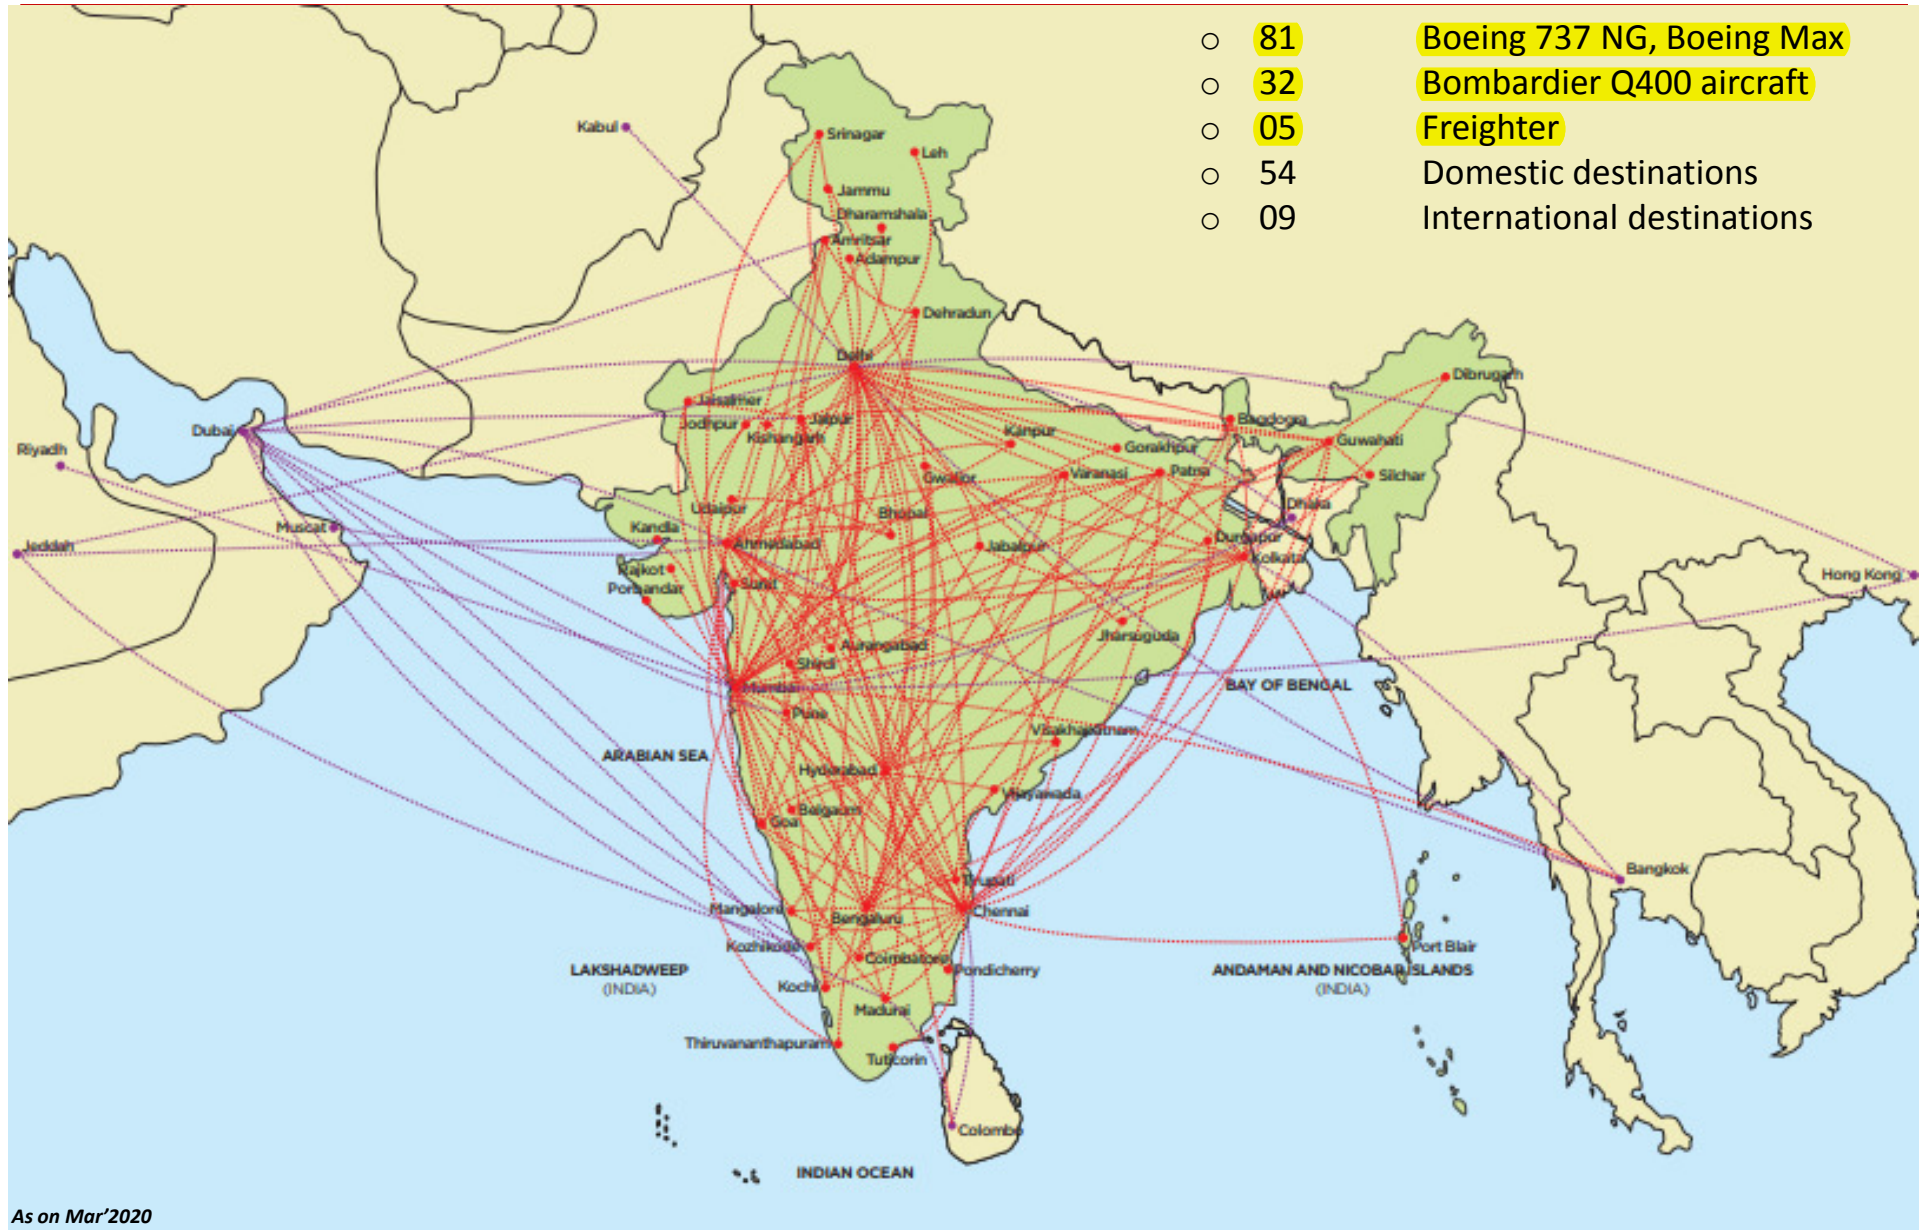 81 Boeing 737 NG, Boeing Max
32 Bombardier Q400 aircraft
05 Freighter
54 Domestic destinations
09 International destinations
Kabul
Srinagar
Leh
Jammu
Dharamshala
Amritsar
Adampur
Dehradun
Delhi
Dibrugarh
Jaisalmer
Jodhpur
Jaipur
Kishangarh
Bagdogra
Dubai
Kanpur
Guwahati
Gorakhpur
Riyadh
Gwalior
Varanasi
Patna
Silchar
Udaipur
Dhaka
Bhopal
Kandla
Muscat
Jeddah
Ahmedabad
Jabalpur
Durgapur
Kolkata
Rajkot
Surat
Porbandar
Hong Kong
Jharsuguda
Aurangabad
Shirdi
Mumbai
BAY OF BENGAL
Pune
Visakhapatnam
ARABIAN SEA
Hyderabad
Vijayawada
Belgaum
Goa
Bangkok
Tirupati
Mangalore
Bengaluru
Chennai
Kozhikode
Port Blair
Coimbatore
LAKSHADWEEP
(INDIA)
Pondicherry
ANDAMAN AND NICOBAR ISLANDS
(INDIA)
Kochi
Madurai
Thiruvananthapuram
Tuticorin
Colombo
INDIAN OCEAN
As on Mar’2020